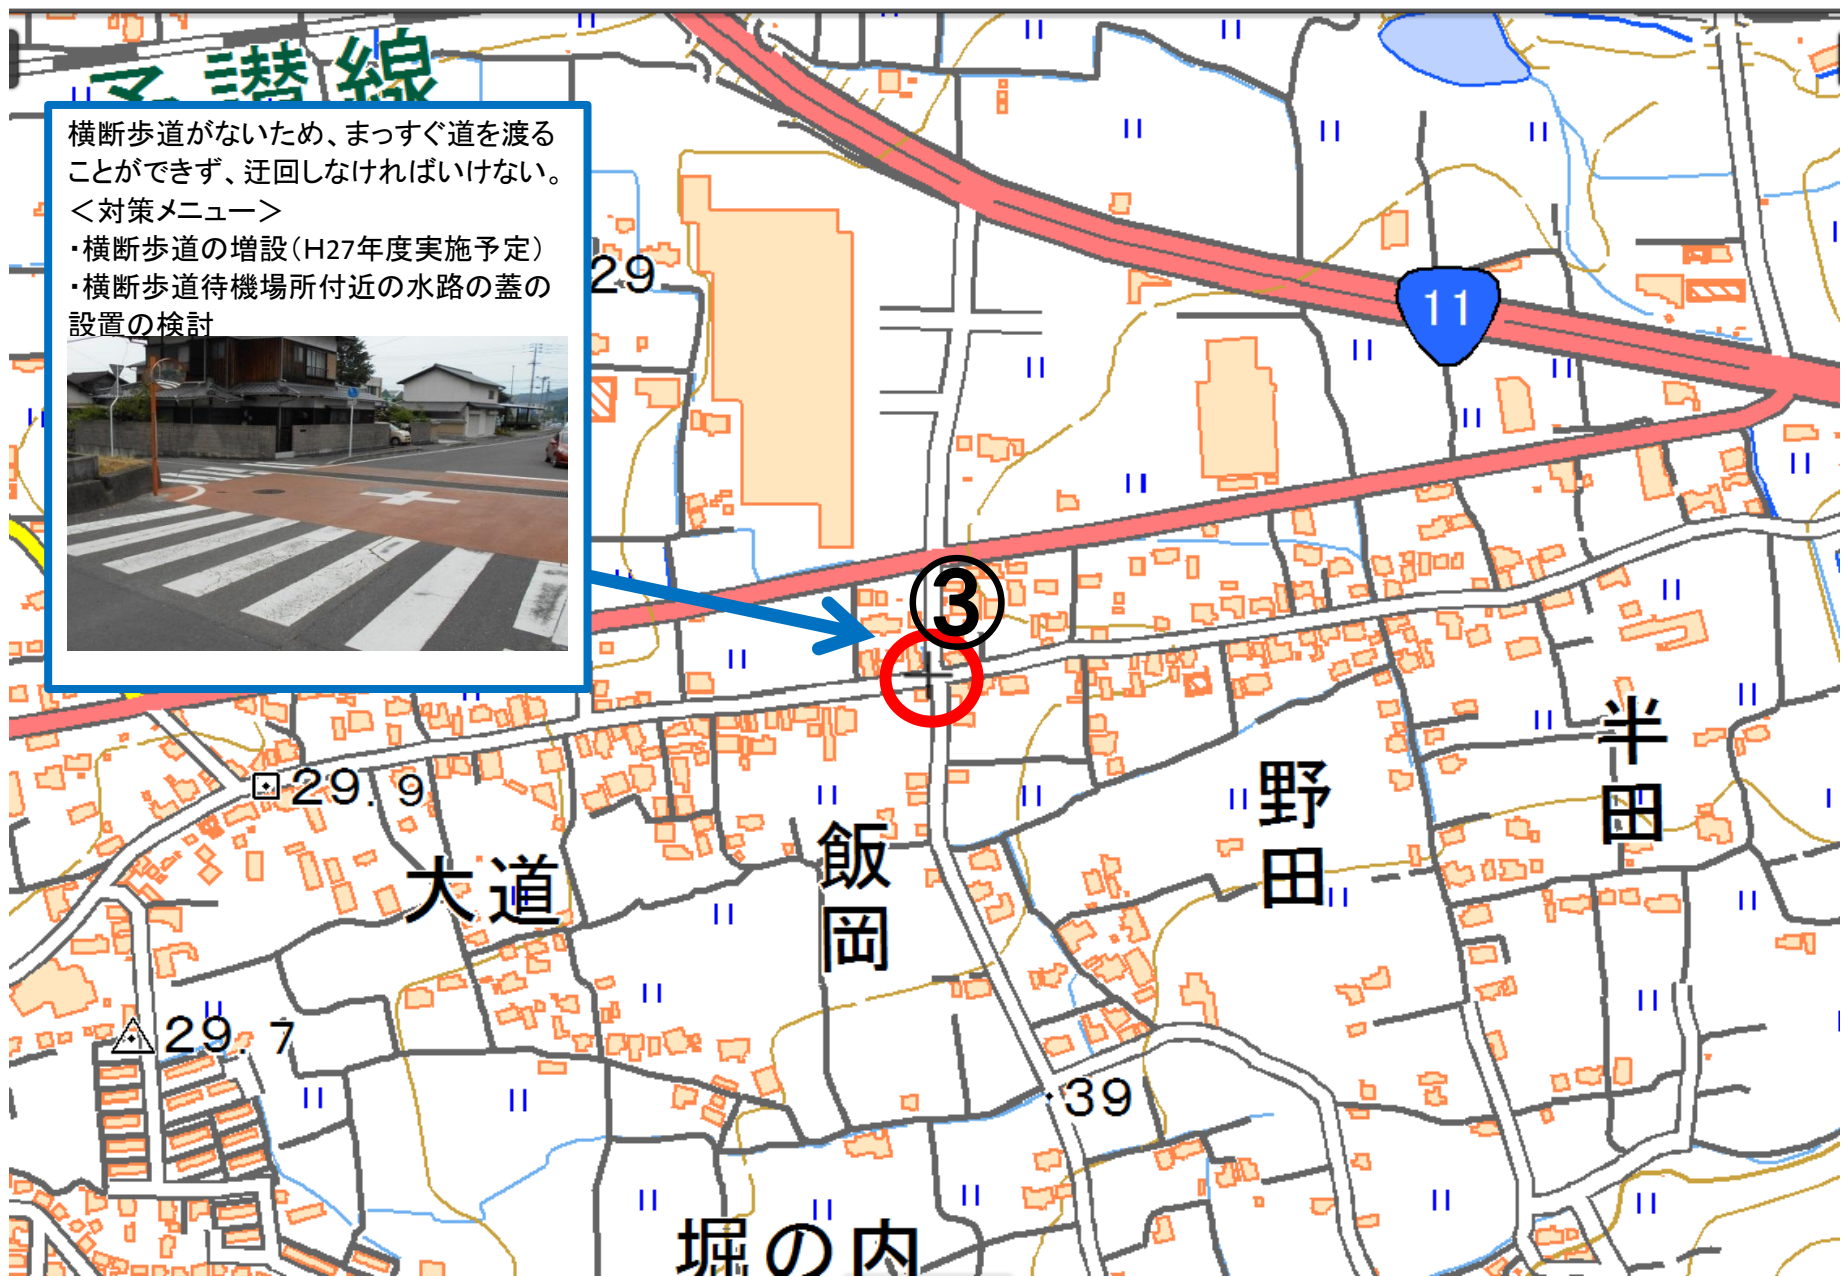 予讃線
横断歩道がないため、まっすぐ道を渡る
ことができず、迂回しなければいけない。
＜対策メニュー＞
・横断歩道の増設（H27年度実施予定）
・横断歩道待機場所付近の水路の蓋の
設置の検討
29
11
③
半田
野田
29.9
飯岡
大道
29.7
39
堀の内